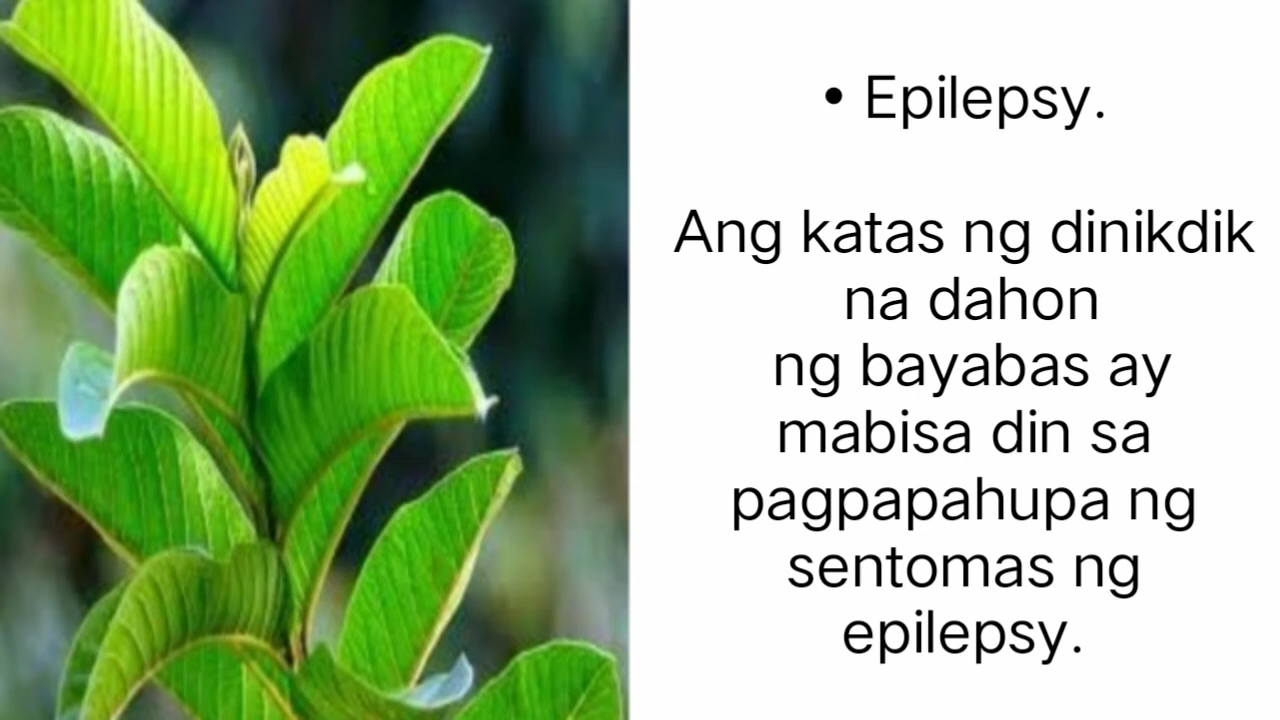 • Epilepsy.
Ang katas ng dinikdik
na dahon
ng bayabas ay
mabisa din sa
pagpapahupa ng
sentomas ng
epilepsy.